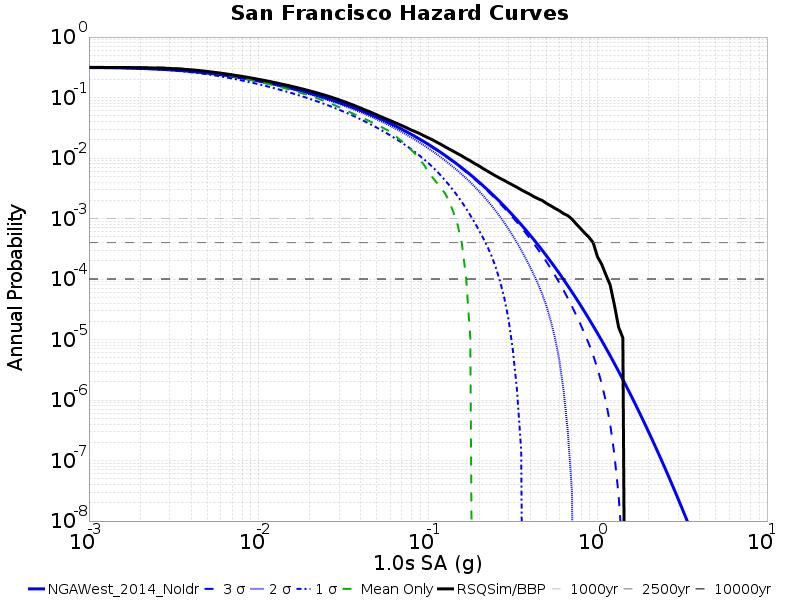 San Francisco Hazard Curves
10^0
10^-1
10^-2
10^-3
10^-4
10^-5
10^-6
10^-7
10^-8
Annual Probability
10^-3 10^-2 10^-1 10^0 10^1
1.0s SA (g)
NGAWest_2014_NoIdr 3 σ 2 σ 1 σ Mean Only RSQSim/BBP 1000yr 2500yr 10000yr